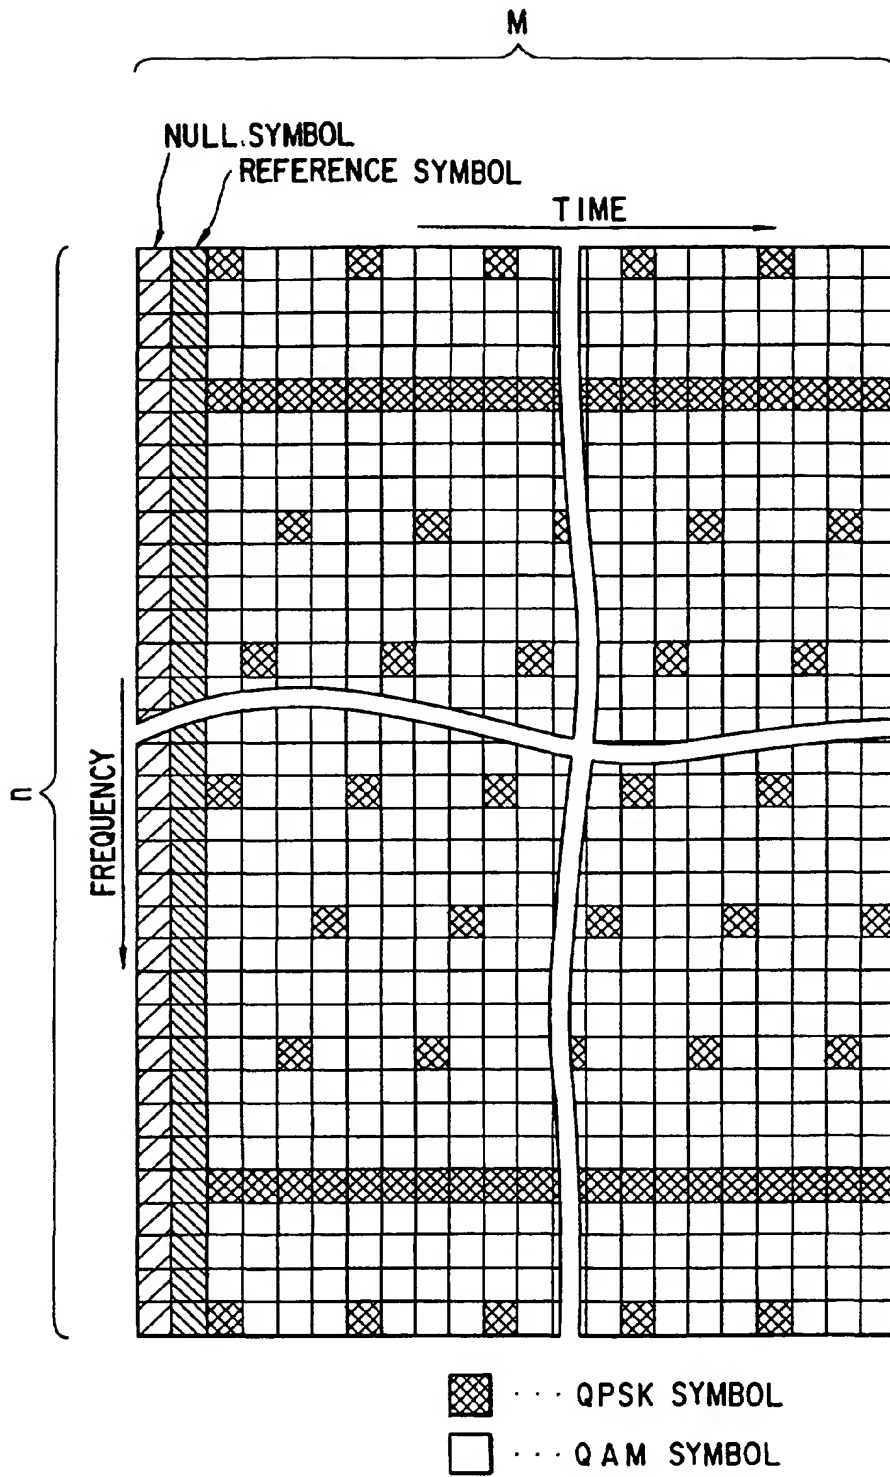 M
NULL SYMBOL
REFERENCE SYMBOL
TIME
n
FREQUENCY
··· QPSK SYMBOL
··· QAM SYMBOL